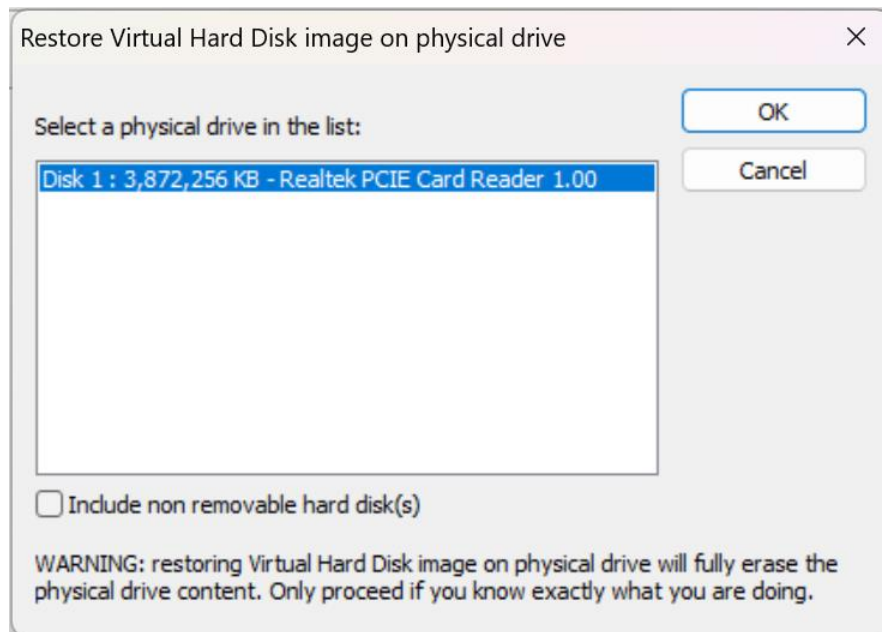 Restore Virtual Hard Disk image on physical drive
Select a physical drive in the list:
OK
Cancel
Disk 1 : 3,872,256 KB - Realtek PCIE Card Reader 1.00
Include non removable hard disk(s)
WARNING: restoring Virtual Hard Disk image on physical drive will fully erase the
physical drive content. Only proceed if you know exactly what you are doing.